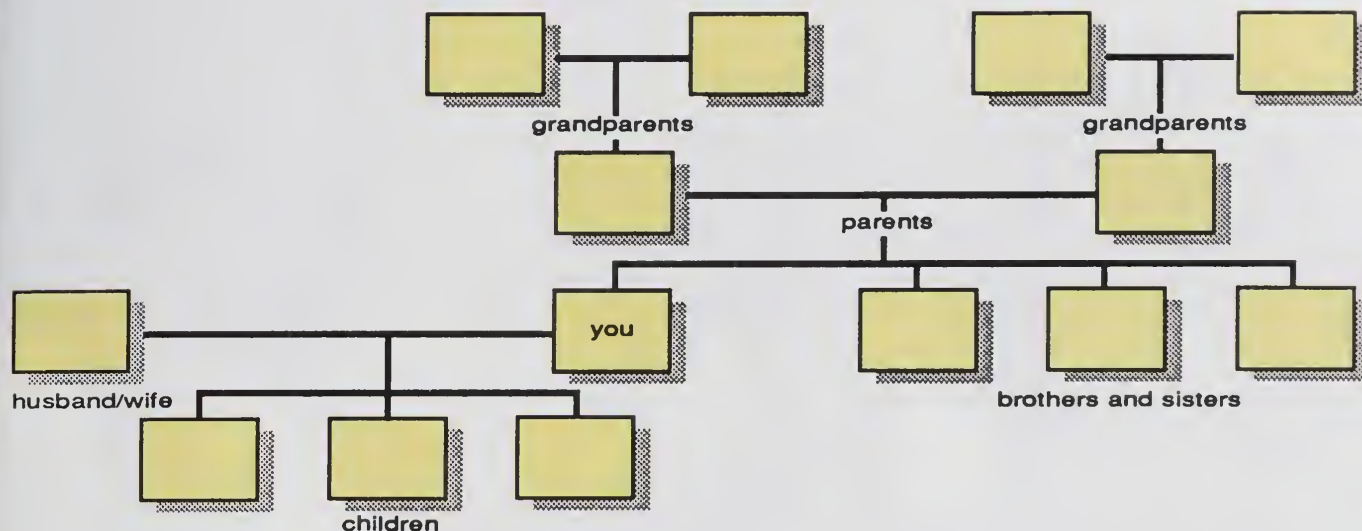 grandparents
grandparents
parents
you
husband/wife
brothers and sisters
children